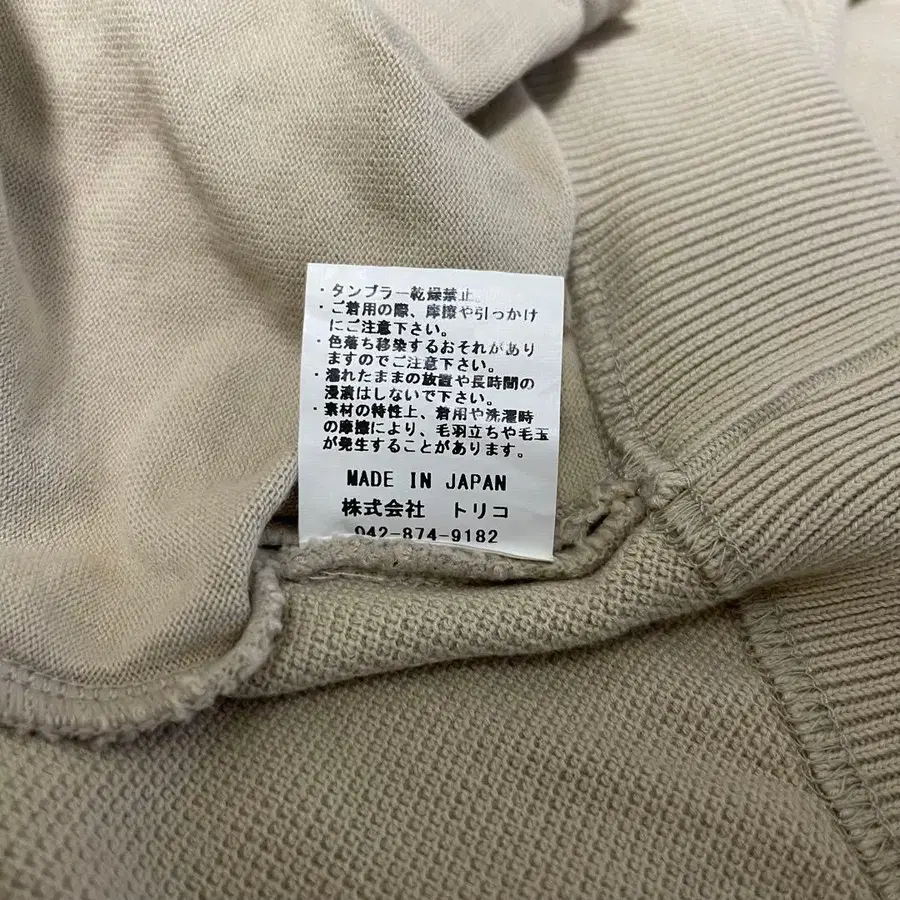 ・タンブラー乾燥禁止。
・ご着用の際、摩擦や引っかけ
にご注意下さい。
・色落ち移染するおそれがあり
ますのでご注意下さい。
・濡れたままの放置や長時間の
浸漬はしないで下さい。
・素材の特性上、着用や洗濯時
の摩擦により、毛羽立ちや毛玉
が発生することがあります。
MADE IN JAPAN
株式会社 トリコ
042-874-9182